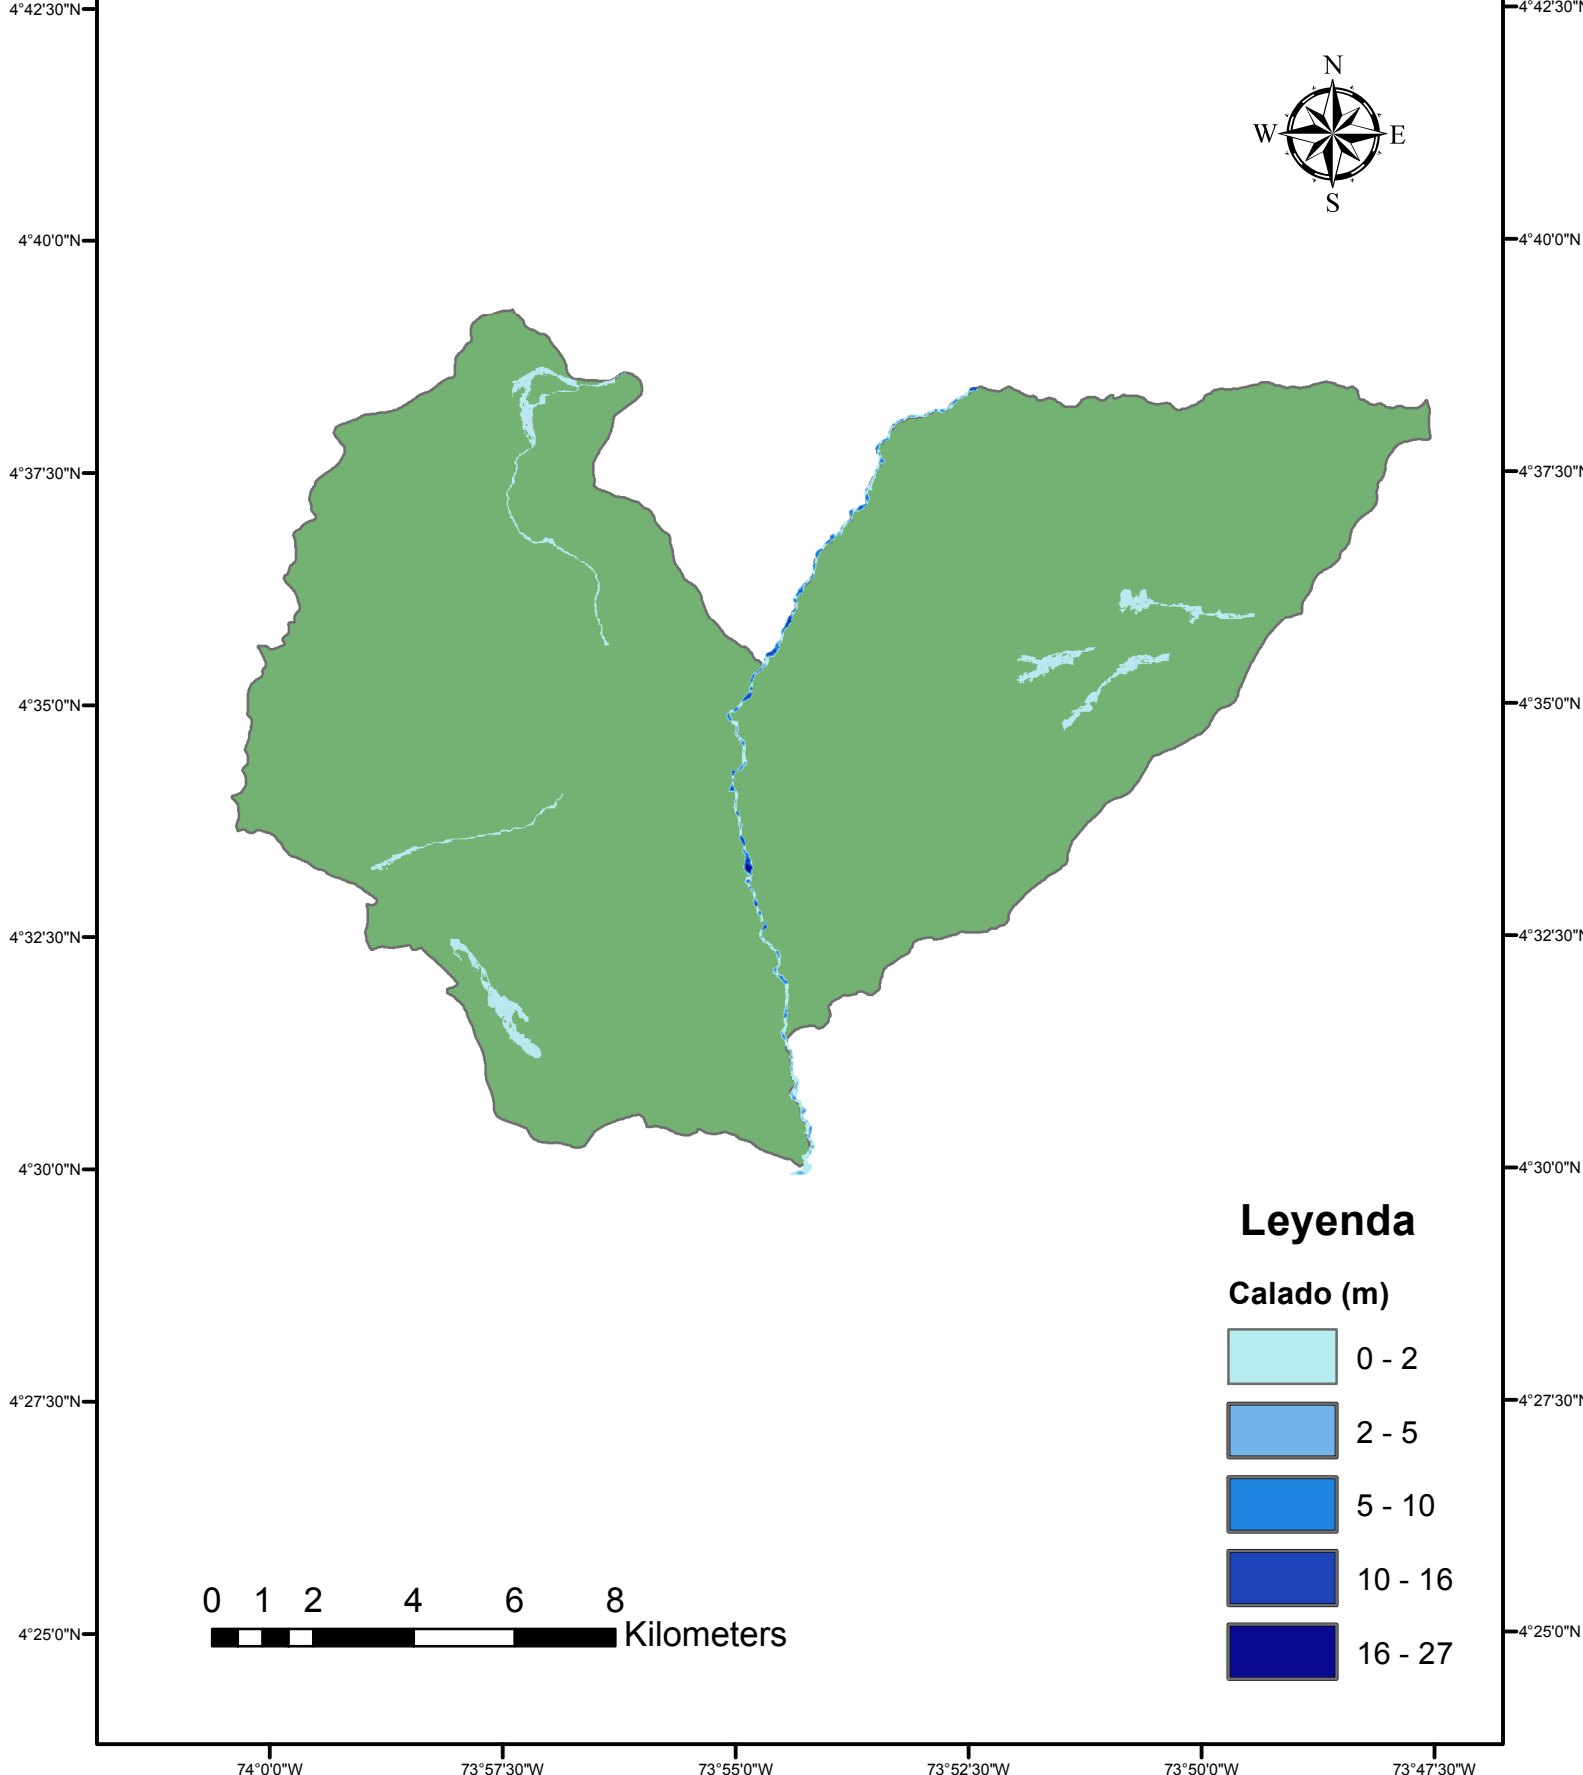 4°42'30"N
4°42'30"N
N
W
E
S
4°40'0"N
4°40'0"N
4°37'30"N
4°37'30"N
4°35'0"N
4°35'0"N
4°32'30"N
4°32'30"N
4°30'0"N
4°30'0"N
Leyenda
Calado (m)
0 - 2
2 - 5
5 - 10
10 - 16
16 - 27
4°27'30"N
4°27'30"N
0 1 2 4 6 8
Kilometers
4°25'0"N
4°25'0"N
74°0'0"W 73°57'30"W 73°55'0"W 73°52'30"W 73°50'0"W 73°47'30"W